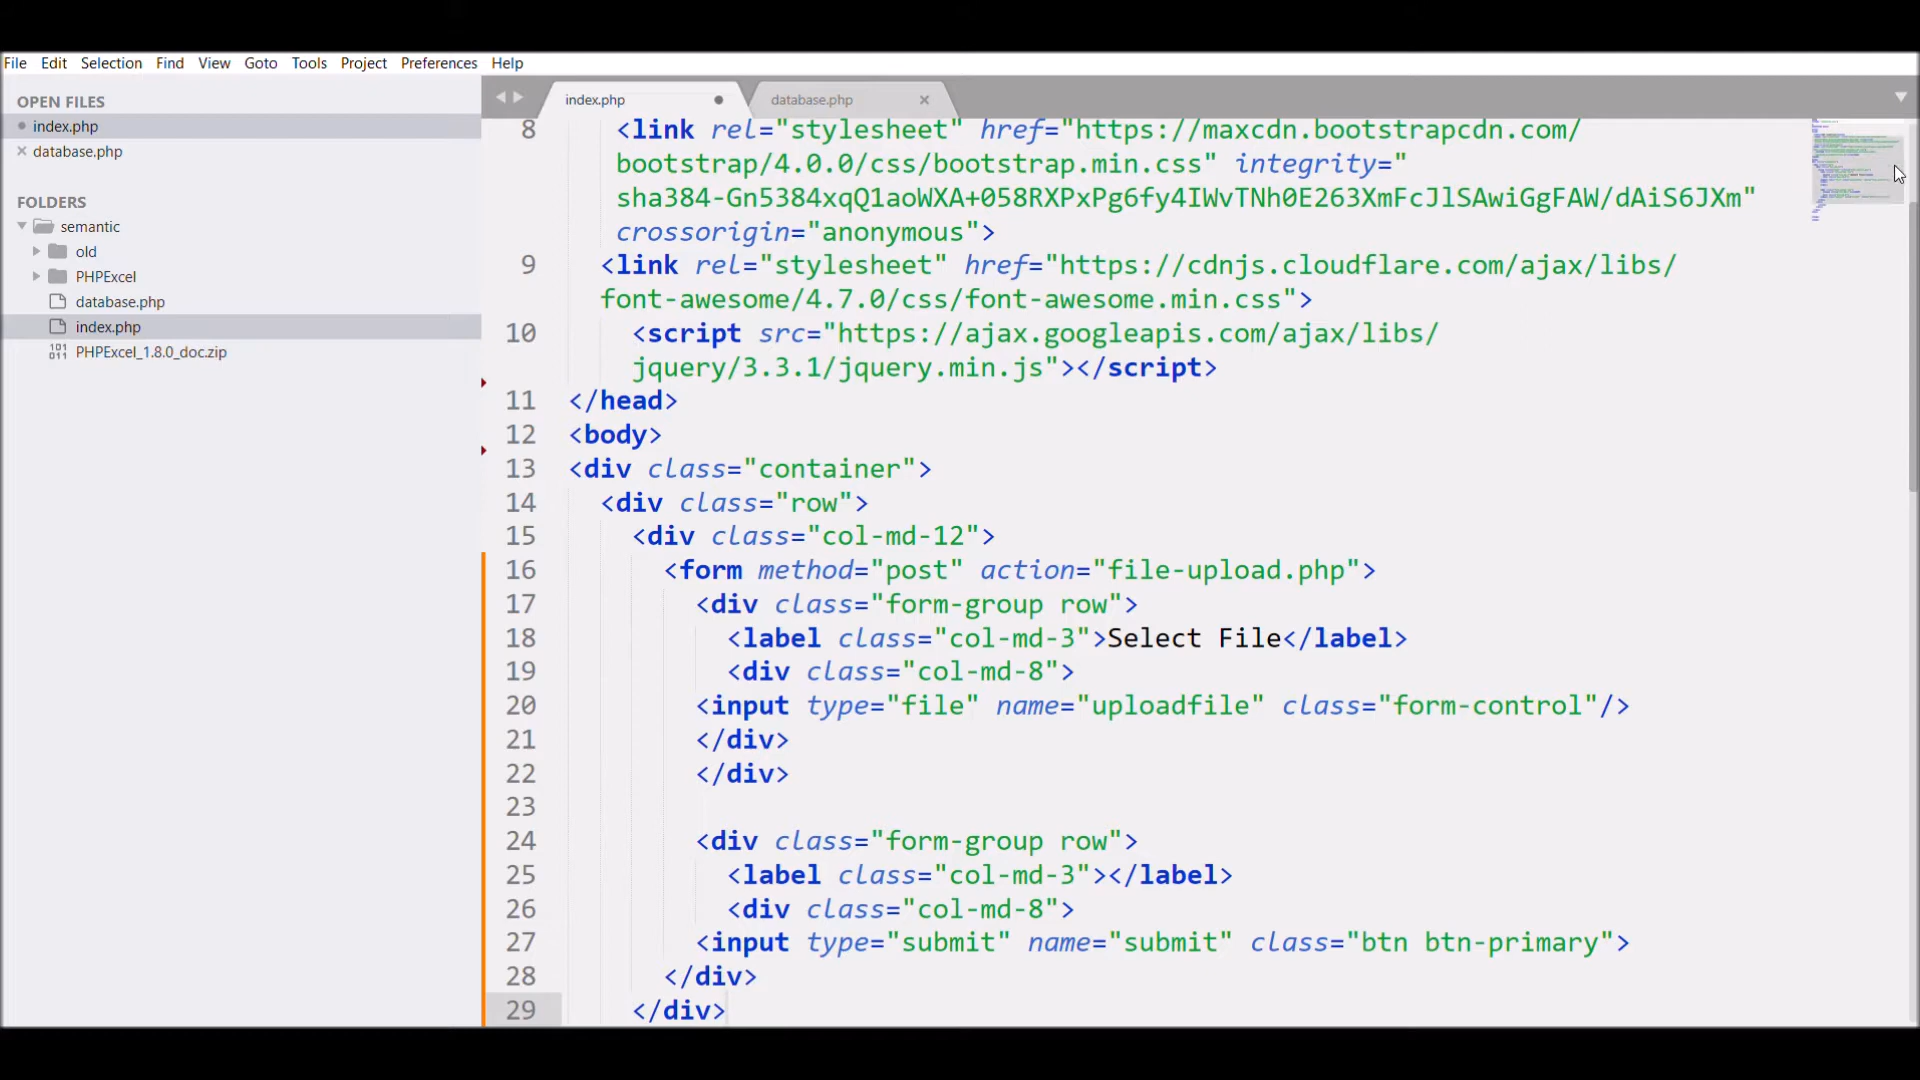 File Edit Selection Find View Goto Tools Project Preferences Help
OPEN FILES
index.php
database.php
FOLDERS
semantic
old
PHPExcel
database.php
index.php
PHPExcel_1.8.0_doc.zip
index.php database.php
8 <link rel="stylesheet" href="https://maxcdn.bootstrapcdn.com/
bootstrap/4.0.0/css/bootstrap.min.css" integrity="
sha384-Gn5384xqQ1aoWXA+058RXPxPg6fy4IWvTNh0E263XmFcJlSAwiGgFAW/dAiS6JXm"
crossorigin="anonymous">
9 <link rel="stylesheet" href="https://cdnjs.cloudflare.com/ajax/libs/
font-awesome/4.7.0/css/font-awesome.min.css">
10 <script src="https://ajax.googleapis.com/ajax/libs/
jquery/3.3.1/jquery.min.js"></script>
11 </head>
12 <body>
13 <div class="container">
14 <div class="row">
15 <div class="col-md-12">
16 <form method="post" action="file-upload.php">
17 <div class="form-group row">
18 <label class="col-md-3">Select File</label>
19 <div class="col-md-8">
20 <input type="file" name="uploadfile" class="form-control"/>
21 </div>
22 </div>
23
24 <div class="form-group row">
25 <label class="col-md-3"></label>
26 <div class="col-md-8">
27 <input type="submit" name="submit" class="btn btn-primary">
28 </div>
29 </div>